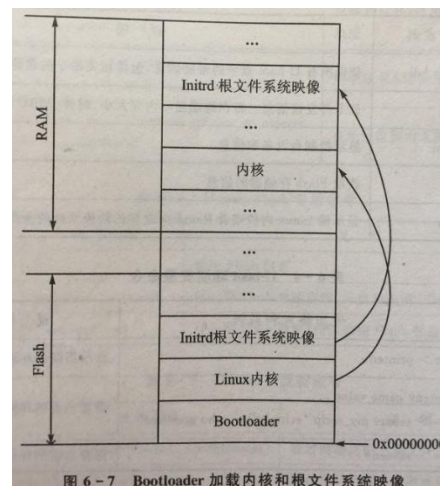 ...
Initrd 根文件系统映像
...
内核
...
RAM
...
...
Initrd根文件系统映像
Linux内核
Bootloader
Flash
0x00000000
图 6-7 Bootloader 加载内核和根文件系统映像